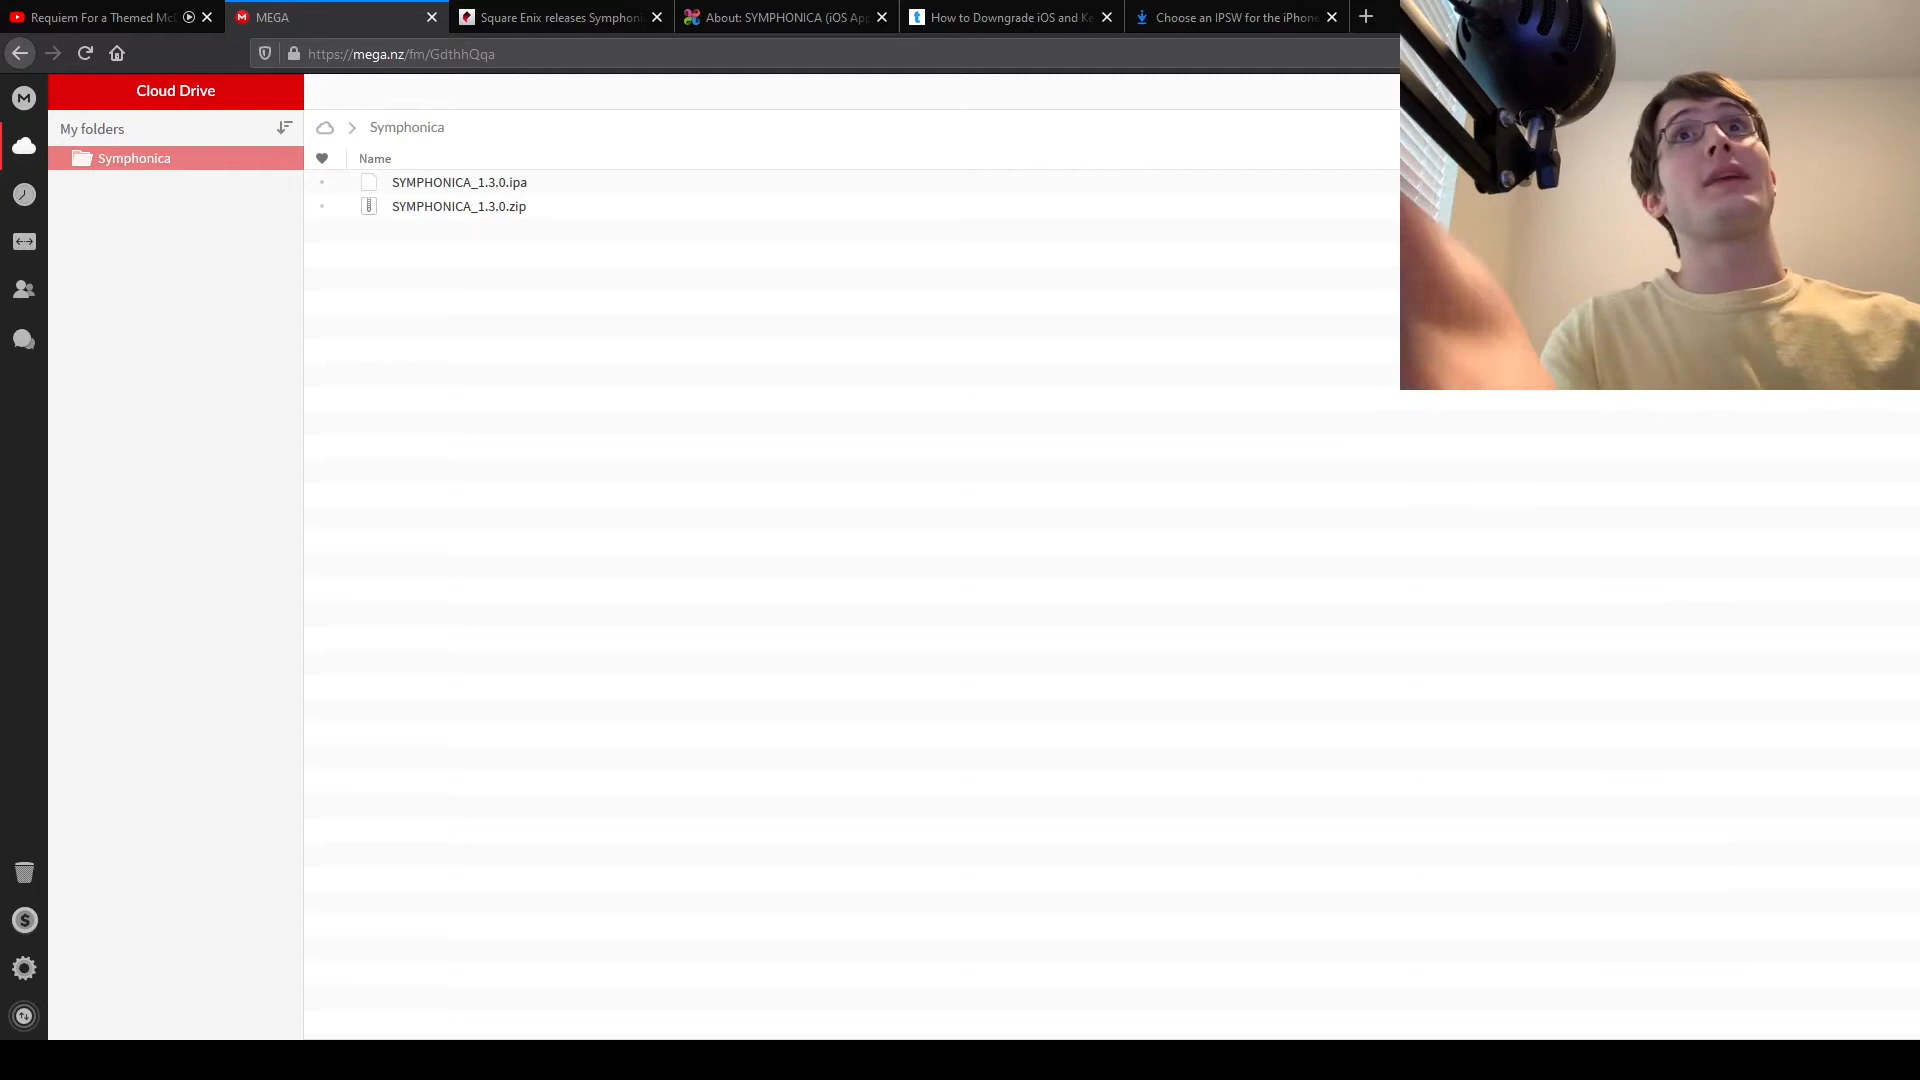 Requiem For a Themed Mc
MEGA
Square Enix releases Symphoni
About: SYMPHONICA (iOS App
How to Downgrade iOS and Ke
Choose an IPSW for the iPhone
https://mega.nz/fm/GdthhQqa
Cloud Drive
My folders
Symphonica
Symphonica
Name
SYMPHONICA_1.3.0.ipa
SYMPHONICA_1.3.0.zip